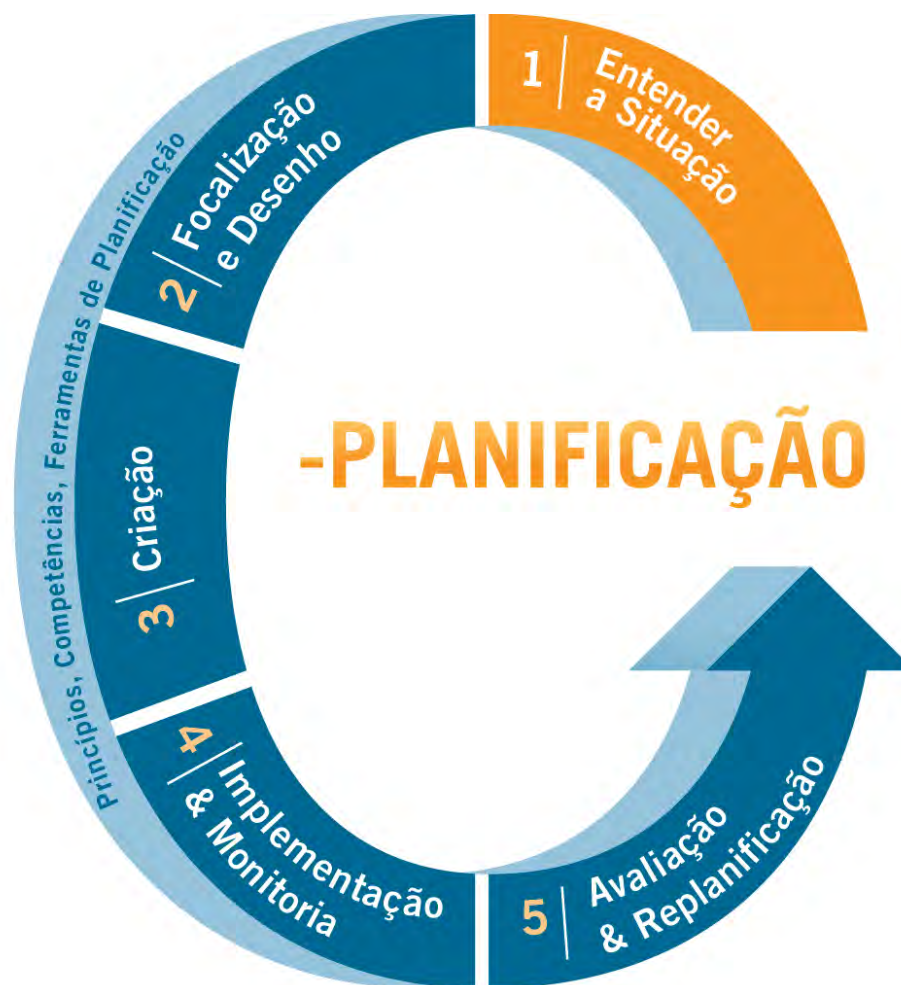 1
Entender
a Situação
2
Focalização
e Desenho
3
Criação
4
Implementação
& Monitoria
5
Avaliação
& Replanificação
Princípios, Competências, Ferramentas de Planificação
-PLANIFICAÇÃO